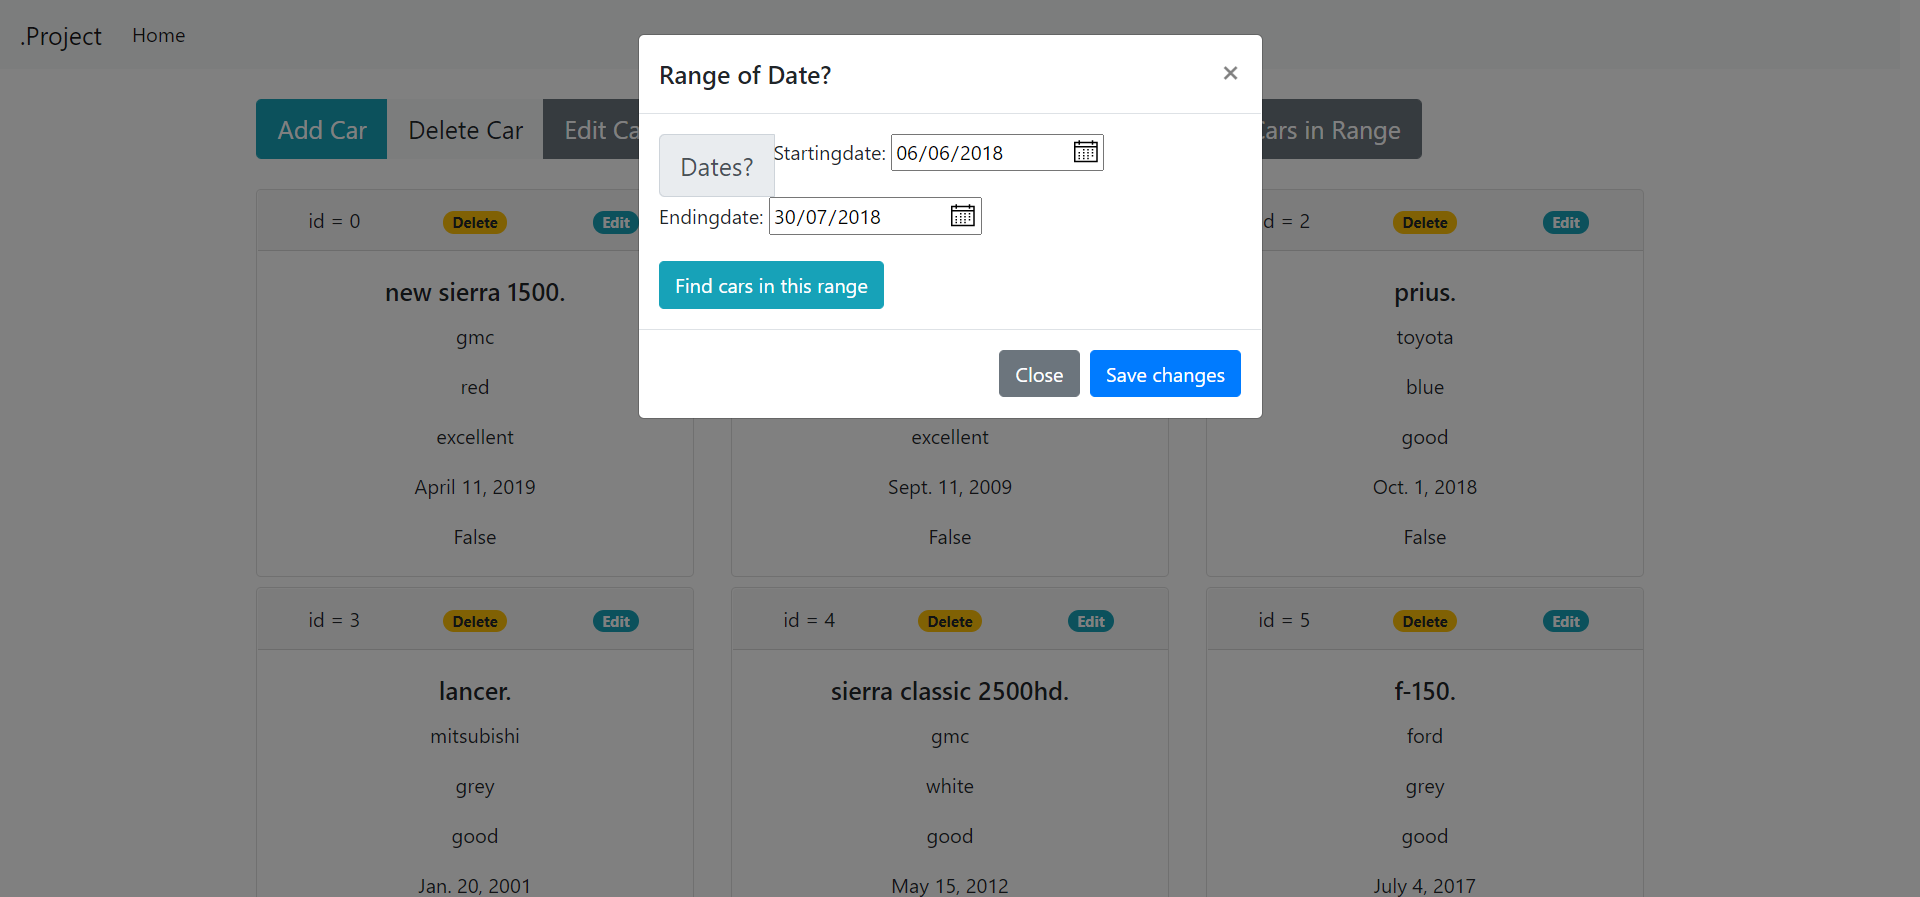 .Project Home
Range of Date? ×
Add Car Delete Car Edit Ca ars in Range
Dates? Startingdate: 06/06/2018
Endingdate: 30/07/2018
Find cars in this range
Close Save changes
id = 0 Delete Edit
new sierra 1500.
gmc
red
excellent
April 11, 2019
False
excellent
Sept. 11, 2009
False
d = 2 Delete Edit
prius.
toyota
blue
good
Oct. 1, 2018
False
id = 3 Delete Edit
lancer.
mitsubishi
grey
good
Jan. 20, 2001
id = 4 Delete Edit
sierra classic 2500hd.
gmc
white
good
May 15, 2012
id = 5 Delete Edit
f-150.
ford
grey
good
July 4, 2017